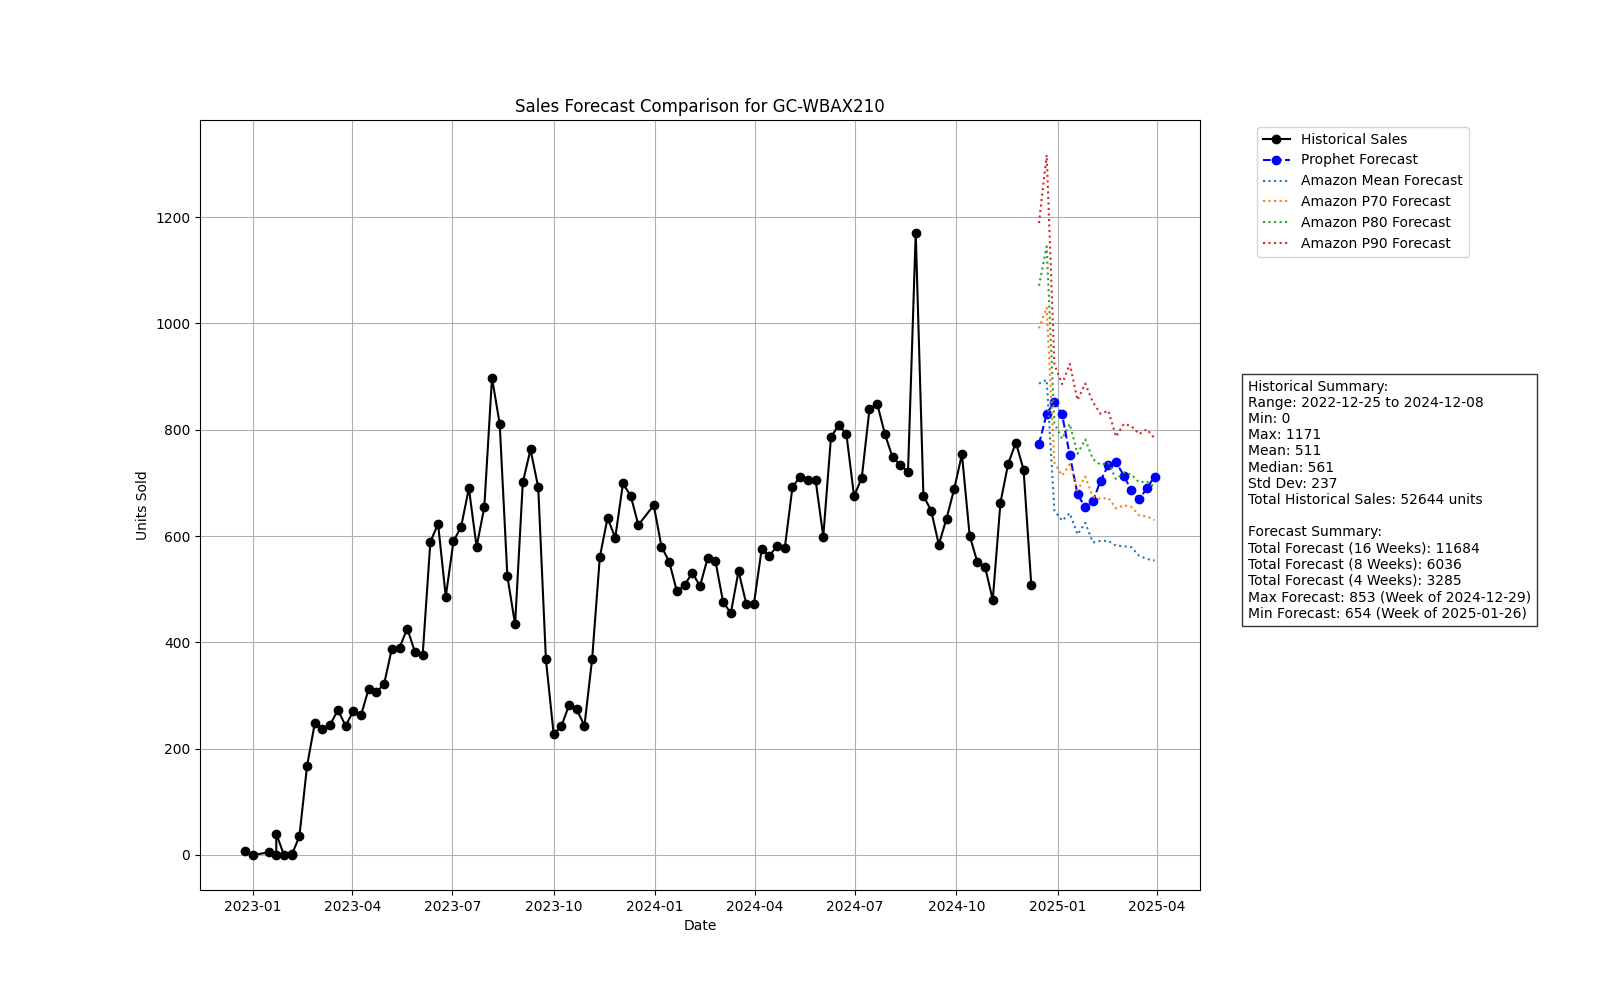 Sales Forecast Comparison for GC-WBAX210
Historical Sales
Prophet Forecast
Amazon Mean Forecast
Amazon P70 Forecast
Amazon P80 Forecast
Amazon P90 Forecast
Units Sold
1200
1000
800
600
400
200
0
2023-01
2023-04
2023-07
2023-10
2024-01
2024-04
2024-07
2024-10
2025-01
2025-04
Date
Historical Summary:
Range: 2022-12-25 to 2024-12-08
Min: 0
Max: 1171
Mean: 511
Median: 561
Std Dev: 237
Total Historical Sales: 52644 units
Forecast Summary:
Total Forecast (16 Weeks): 11684
Total Forecast (8 Weeks): 6036
Total Forecast (4 Weeks): 3285
Max Forecast: 853 (Week of 2024-12-29)
Min Forecast: 654 (Week of 2025-01-26)